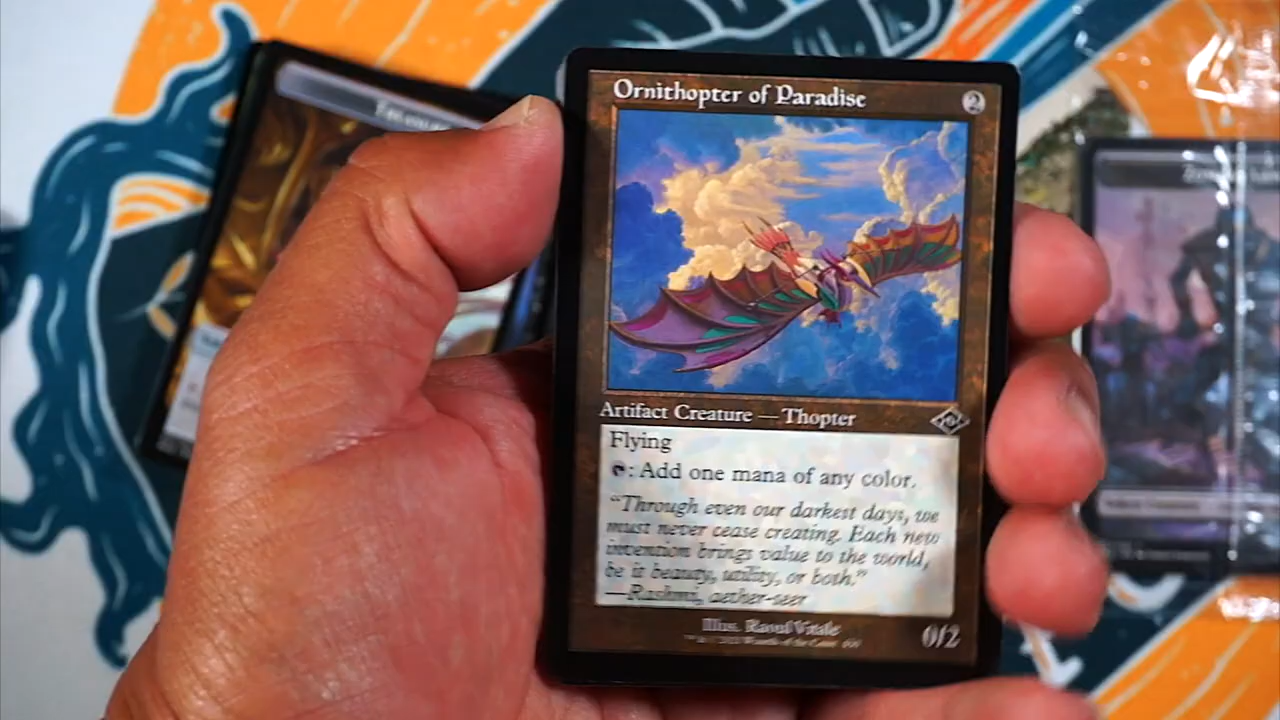 Ornithopter of Paradise
2
Artifact Creature — Thopter
Flying
: Add one mana of any color.
“Through even our darkest days, we
must never cease creating. Each new
invention brings value to the world,
be it beauty, utility, or both.”
—Rashmi, aether-seer
Illus. Raoul Vitale
0/2